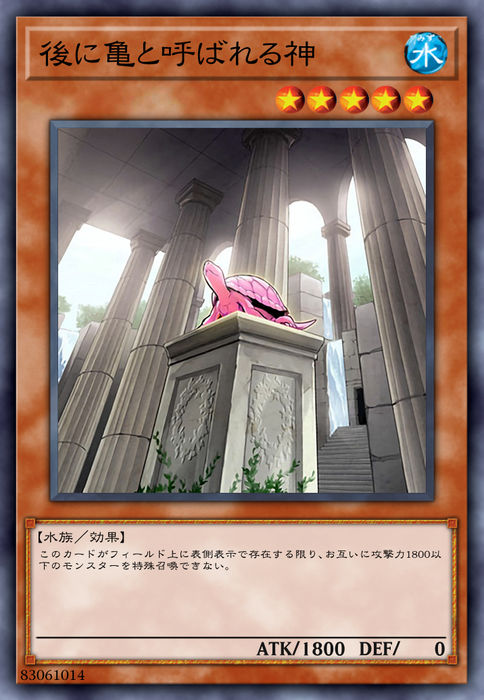 後に亀と呼ばれる神
みず
水
【水族／効果】
このカードがフィールド上に表側表示で存在する限り、お互いに攻撃力1800以
下のモンスターを特殊召喚できない。
ATK/1800 DEF/ 0
83061014